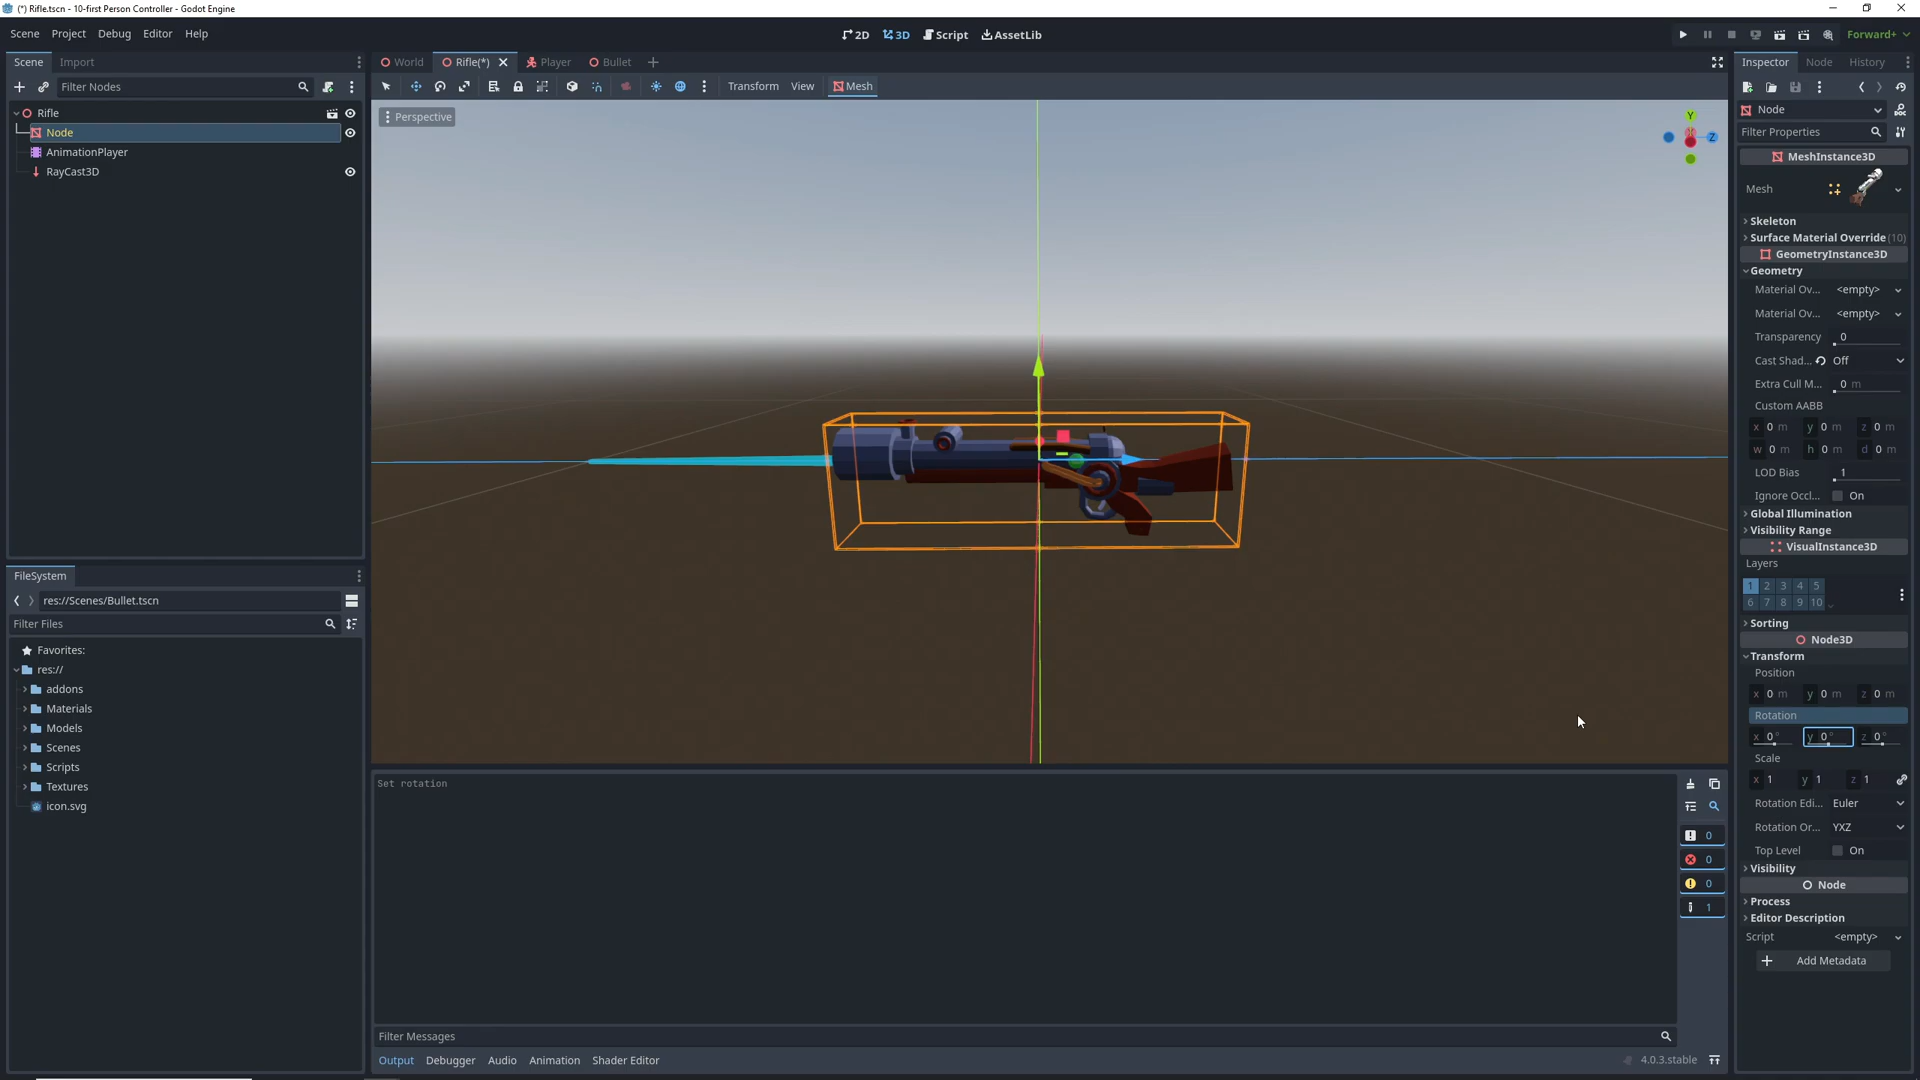 (*) Rifle.tscn - 10-first Person Controller - Godot Engine
Scene Project Debug Editor Help
2D 3D Script AssetLib
Forward+
Scene Import
World Rifle(*) Player Bullet
Inspector Node History
Filter Nodes
Transform View Mesh
Rifle
Node
AnimationPlayer
RayCast3D
Perspective
Y
Z
Node
Filter Properties
MeshInstance3D
Mesh
Skeleton
Surface Material Override (10)
GeometryInstance3D
Geometry
Material Ov... <empty>
Material Ov... <empty>
Transparency 0
Cast Shad... Off
Extra Cull M... 0 m
Custom AABB
x 0 m y 0 m z 0 m
w 0 m h 0 m d 0 m
LOD Bias 1
Ignore Occl... On
Global Illumination
Visibility Range
VisualInstance3D
Layers
1 2 3 4 5
6 7 8 9 10
Sorting
Node3D
Transform
Position
x 0 m y 0 m z 0 m
Rotation
x 0 ° y 0 ° z 0 °
Scale
x 1 y 1 z 1
Rotation Edi... Euler
Rotation Or... YXZ
Top Level On
Visibility
Node
Process
Editor Description
Script <empty>
Add Metadata
FileSystem
res://Scenes/Bullet.tscn
Filter Files
Favorites:
res://
addons
Materials
Models
Scenes
Scripts
Textures
icon.svg
Set rotation
0
0
0
1
Filter Messages
Output Debugger Audio Animation Shader Editor
4.0.3.stable